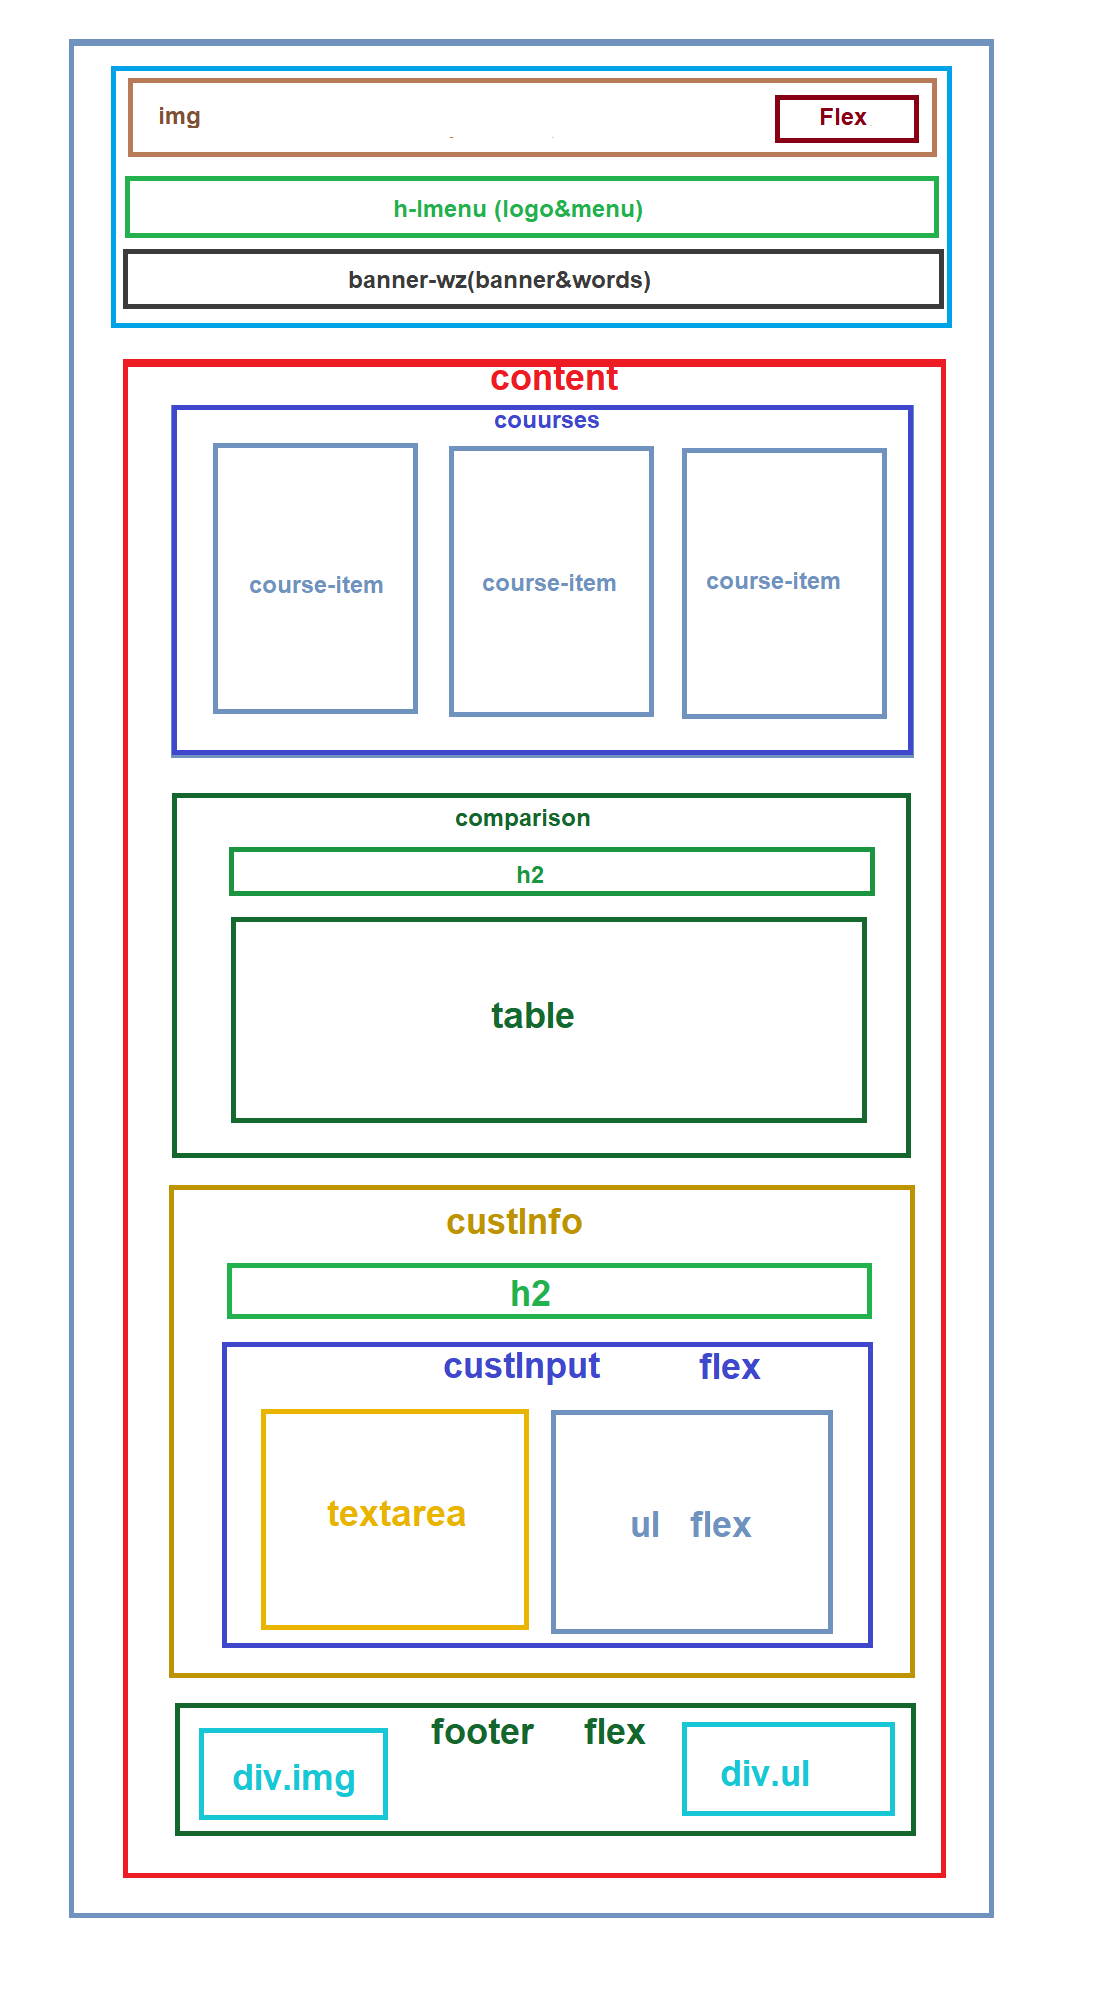 img
Flex
h-lmenu (logo&menu)
banner-wz(banner&words)
content
couurses
course-item
course-item
course-item
comparison
h2
table
custInfo
h2
custInput flex
textarea
ul flex
footer flex
div.img
div.ul